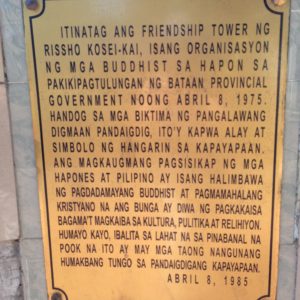 ITINATAG ANG FRIENDSHIP TOWER NG
RISSHO KOSEI-KAI, ISANG ORGANISASYON
NG MGA BUDDHIST SA HAPON SA
PAKIKIPAGTULUNGAN NG BATAAN PROVINCIAL
GOVERNMENT NOONG ABRIL 8, 1975.
HANDOG SA MGA BIKTIMA NG PANGALAWANG
DIGMAAN PANDAIGDIG, ITO'Y KAPWA ALAY AT
SIMBOLO NG HANGARIN SA KAPAYAPAAN.
ANG MAGKAUGMANG PAGSISIKAP NG MGA
HAPONES AT PILIPINO AY ISANG HALIMBAWA
NG PAGDADAMAYANG BUDDHIST AT PAGMAMAHALANG
KRISTYANO NA ANG BUNGA AY DIWA NG PAGKAKAISA
BAGAMA'T MAGKAIBA SA KULTURA, PULITIKA AT RELIHIYON.
HUMAYO KAYO, IBALITA SA LAHAT NA SA PINABANAL NA
POOK NA ITO AY MAY MGA TAONG NANGUNANG
HUMAKBANG TUNGO SA PANDAIGDIGANG KAPAYAPAAN.
ABRIL 8, 1985